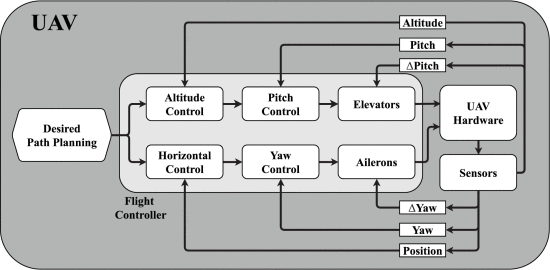 UAV
Altitude
Pitch
ΔPitch
Altitude
Control
Pitch
Control
Elevators
UAV
Hardware
Desired
Path Planning
Horizontal
Control
Yaw
Control
Ailerons
Sensors
Flight
Controller
ΔYaw
Yaw
Position